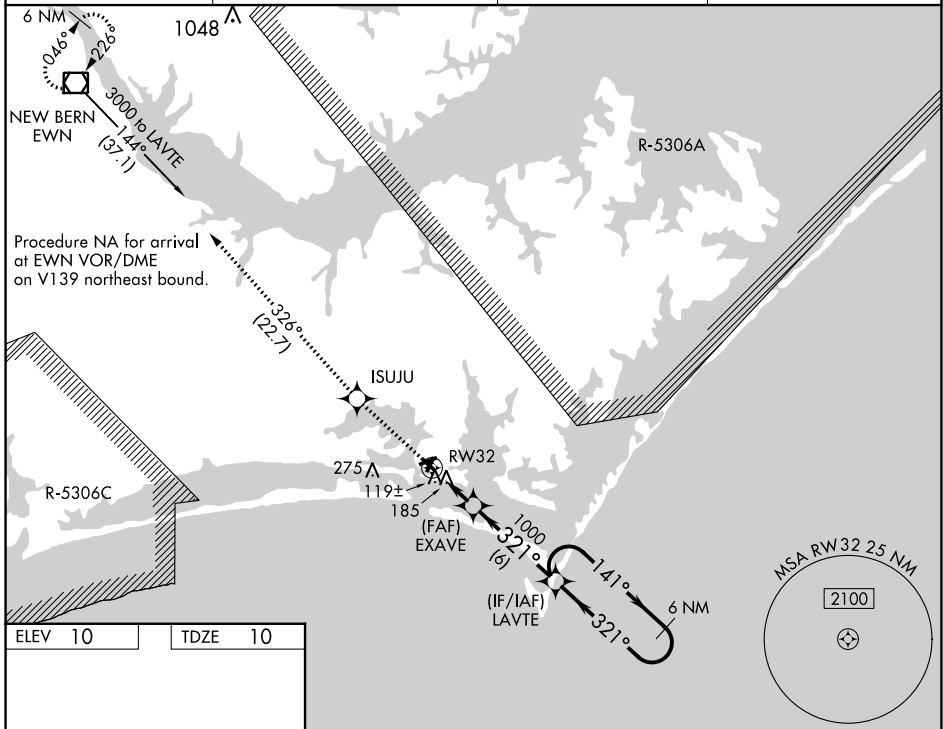 6 NM
046°
226°
1048
NEW BERN
EWN
3000 to LAVTE
144°
(37.1)
R-5306A
Procedure NA for arrival
at EWN VOR/DME
on V139 northeast bound.
326°
(22.7)
ISUJU
RW32
275
119±
185
R-5306C
(FAF)
EXAVE
1000
321°
(6)
(IF/IAF)
LAVTE
141°
321°
6 NM
MSA RW32 25 NM
2100
ELEV 10
TDZE 10